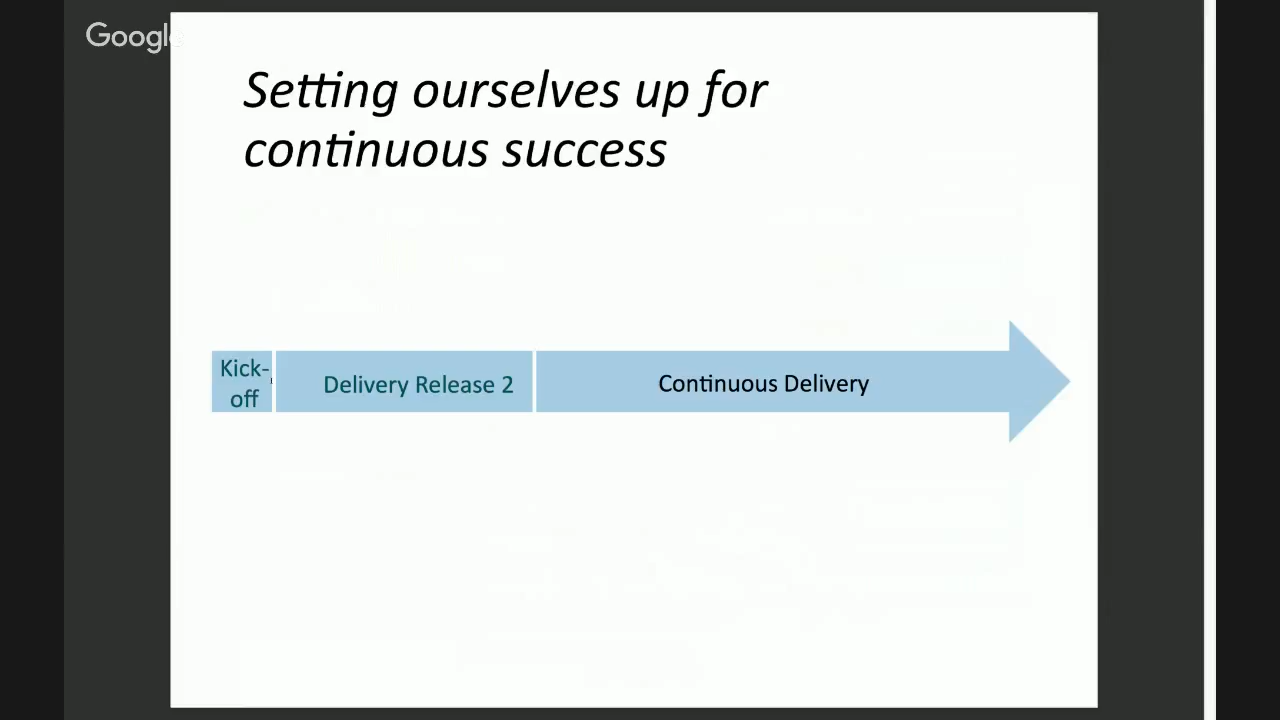 Google
Setting ourselves up for
continuous success
Kick-
off
Delivery Release 2
Continuous Delivery